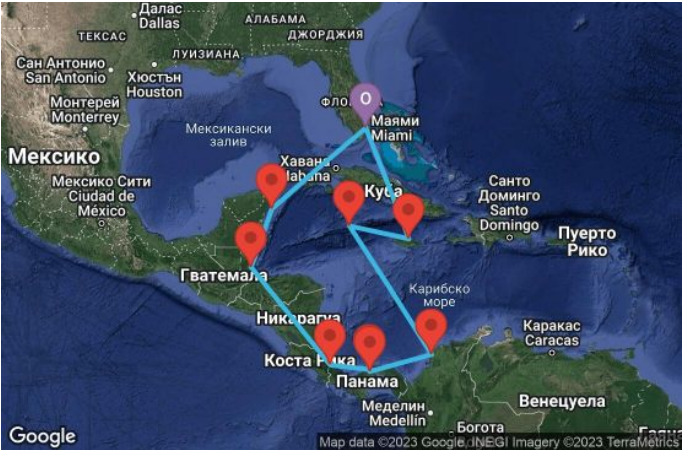 Далас
Dallas
АЛАБАМА
ТЕКСАС
ДЖОРДЖИЯ
ЛУИЗИАНА
Сан Антонио
San Antonio
Хюстън
Houston
Монтерей
Monterrey
O
Маями
Miami
Мексикански
залив
Мексико
Хавана
Мексико Сити
Ciudad de
México
Куба
Санто
Доминго
Santo
Domingo
Пуерто
Рико
Гватемала
Карибско
море
Никарагуа
Каракас
Caracas
Коста Рика
Панама
Венецуела
Меделин
Medellín
Богота
Google
Map data ©2023 Google, INEGI Imagery ©2023 TerraMetrics